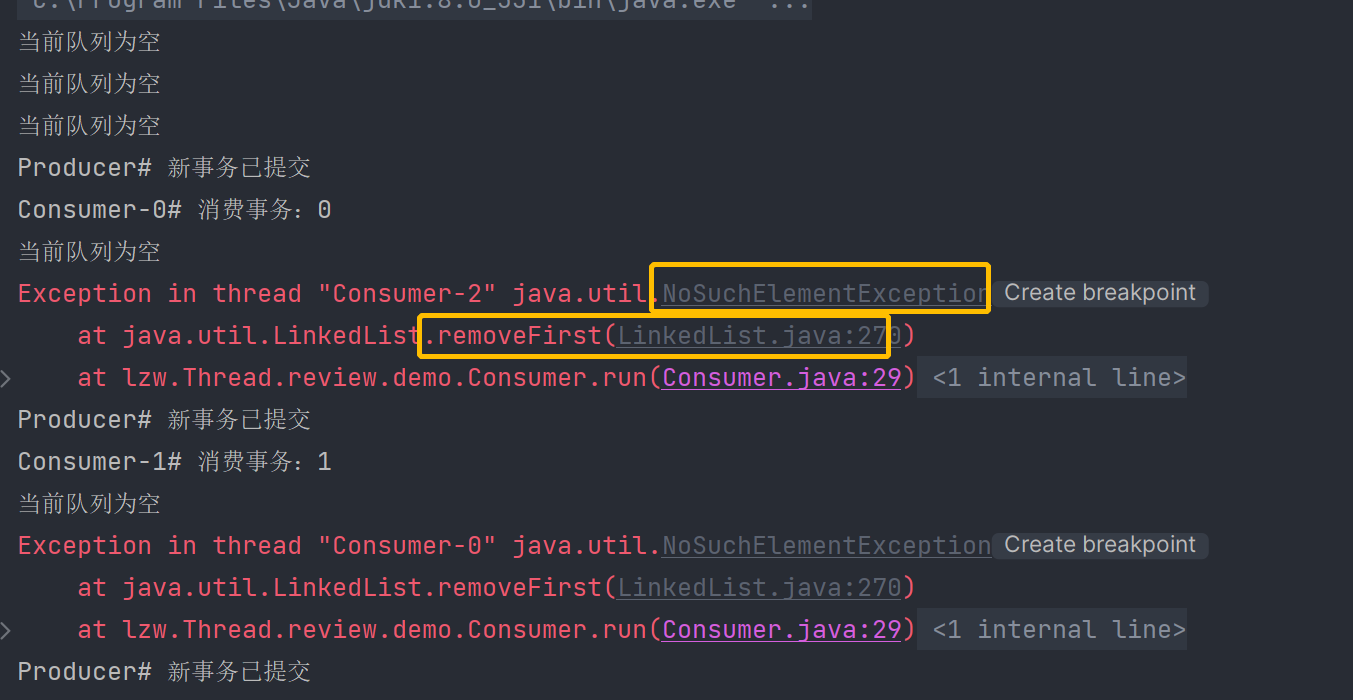 C:\Program Files\Java\jdk1.8.0_331\bin\java.exe" ...
当前队列为空
当前队列为空
当前队列为空
Producer# 新事务已提交
Consumer-0# 消费事务：0
当前队列为空
Exception in thread "Consumer-2" java.util.NoSuchElementException Create breakpoint
at java.util.LinkedList.removeFirst(LinkedList.java:270)
at lzw.Thread.review.demo.Consumer.run(Consumer.java:29) <1 internal line>
Producer# 新事务已提交
Consumer-1# 消费事务：1
当前队列为空
Exception in thread "Consumer-0" java.util.NoSuchElementException Create breakpoint
at java.util.LinkedList.removeFirst(LinkedList.java:270)
at lzw.Thread.review.demo.Consumer.run(Consumer.java:29) <1 internal line>
Producer# 新事务已提交